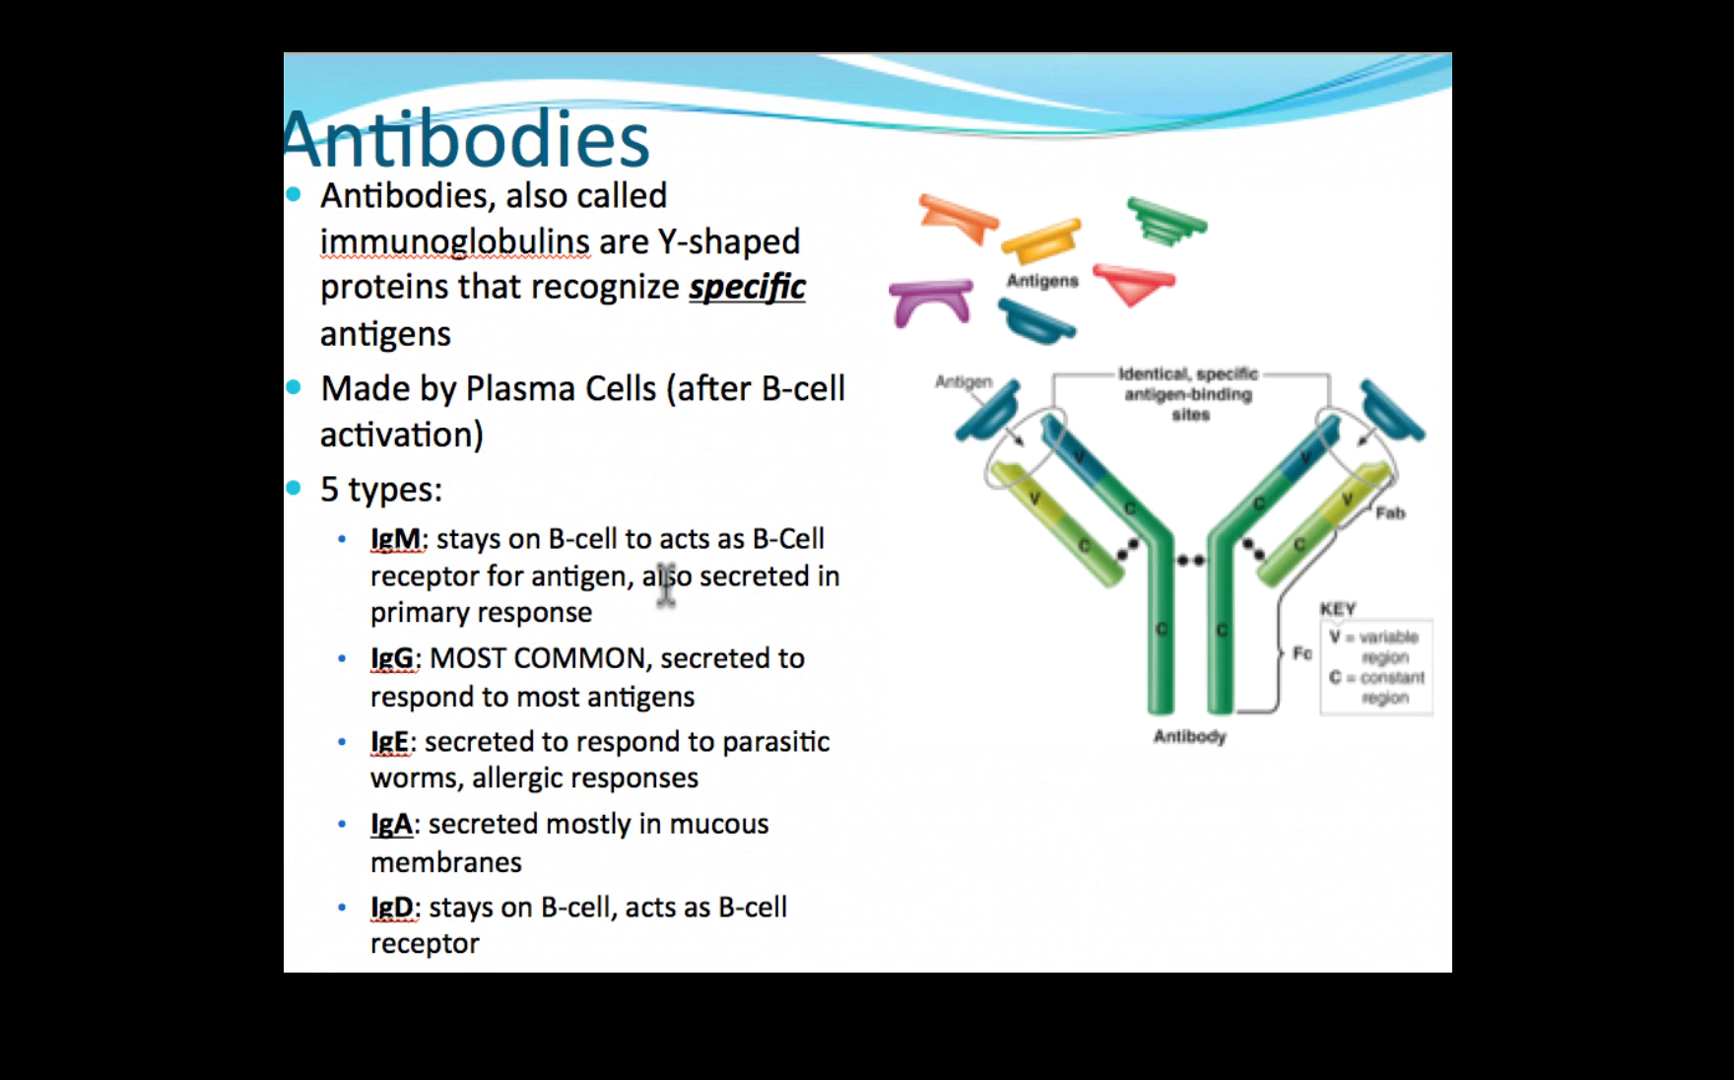 Antibodies
• Antibodies, also called
immunoglobulins are Y-shaped
proteins that recognize specific
antigens
• Made by Plasma Cells (after B-cell
activation)
• 5 types:
• IgM: stays on B-cell to acts as B-Cell
receptor for antigen, also secreted in
primary response
• IgG: MOST COMMON, secreted to
respond to most antigens
• IgE: secreted to respond to parasitic
worms, allergic responses
• IgA: secreted mostly in mucous
membranes
• IgD: stays on B-cell, acts as B-cell
receptor
Antigens
Antigen
Identical, specific
antigen-binding
sites
V
V
C
C
V
V
C
C
Fab
C
C
Fc
KEY
V = variable
region
C = constant
region
Antibody